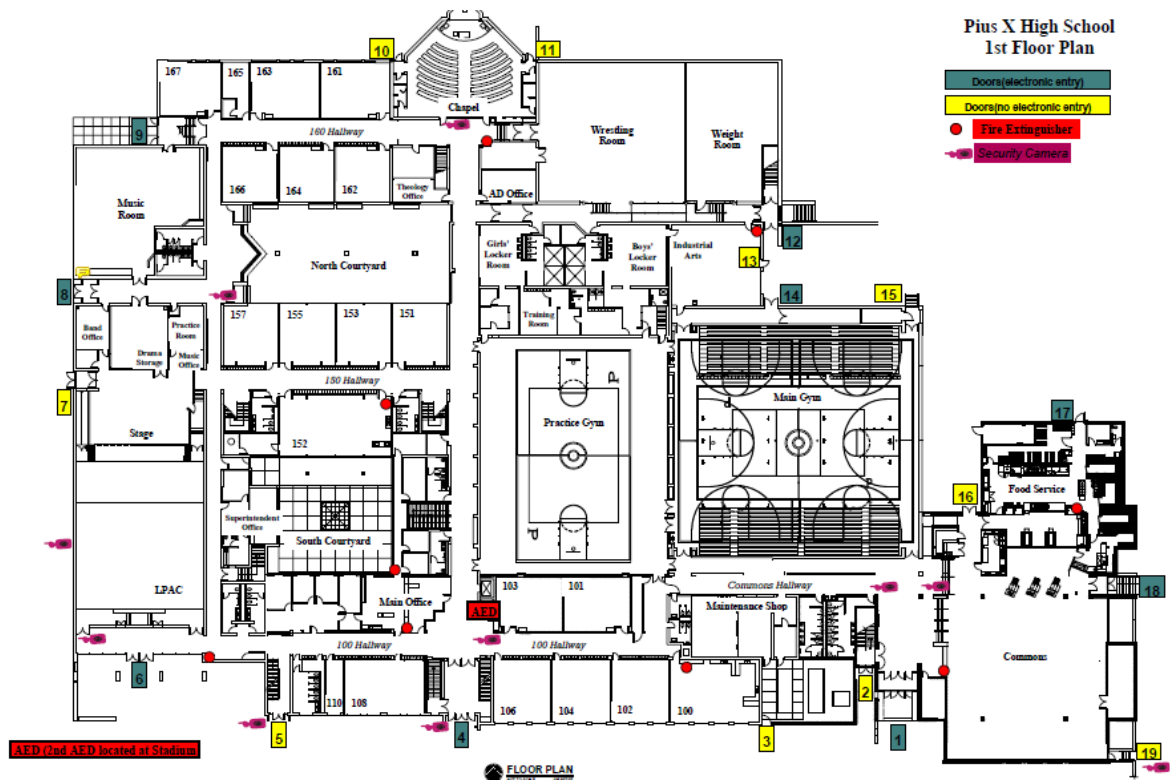 Pius X High School
1st Floor Plan
Doors(electronic entry)
Doors(no electronic entry)
Fire Extinguisher
Security Camera
10
11
167
165
163
161
Chapel
9
160 Hallway
Wrestling
Room
Weight
Room
166
164
162
Theology
Office
AD Office
Music
Room
12
Girls'
Locker
Room
Boys'
Locker
Room
Industrial
Arts
13
North Courtyard
8
14
15
157
155
153
151
Training
Room
Band
Office
Practice
Room
Drama
Storage
Music
Office
150 Hallway
7
Main Gym
Stage
Practice Gym
17
152
Food Service
16
Superintendent
Office
South Courtyard
LPAC
103
101
Commons Hallway
18
Main Office
AED
Maintenance Shop
100 Hallway
100 Hallway
Commons
6
110
108
106
104
102
100
2
5
4
3
1
AED (2nd AED located at Stadium
19
FLOOR PLAN